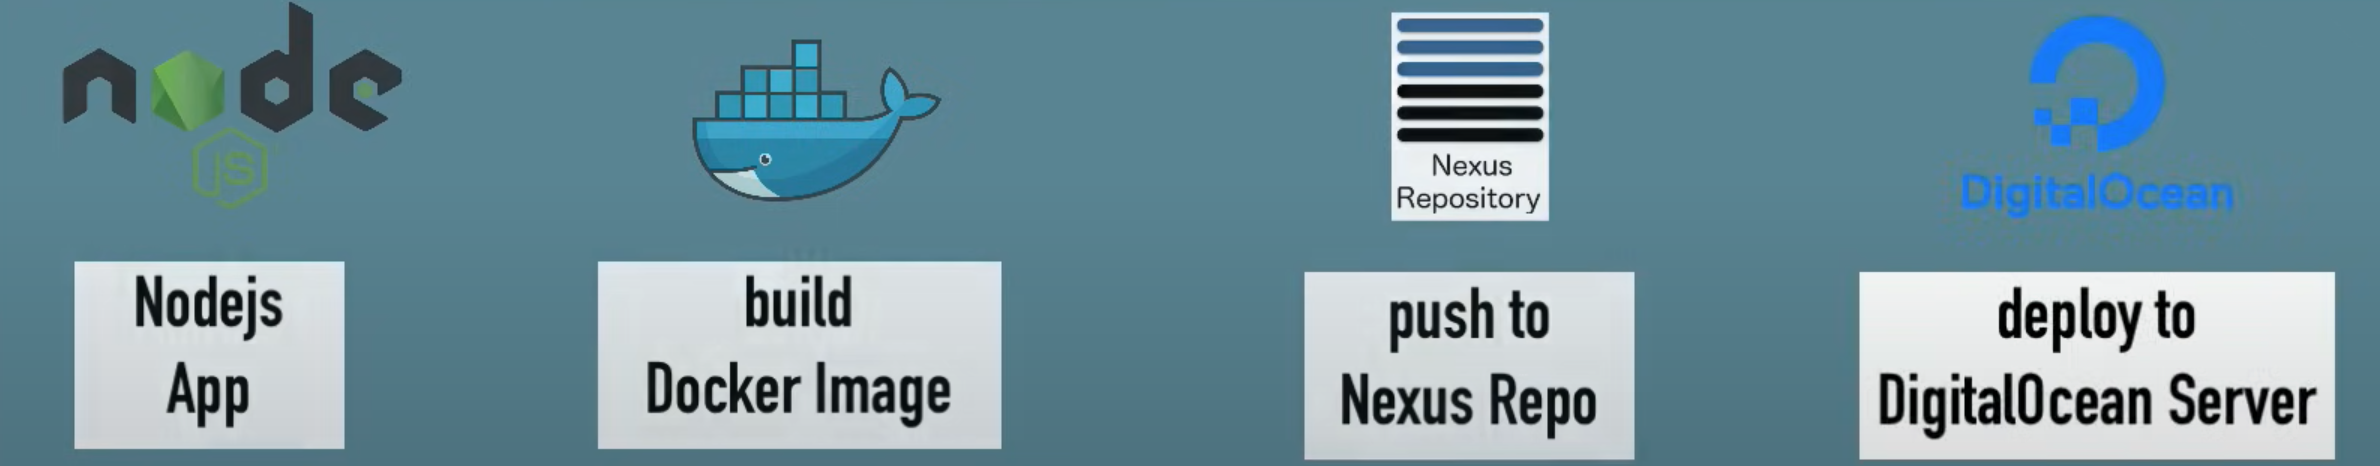 node
JS
Nexus
Repository
DigitalOcean
Nodejs
App
build
Docker Image
push to
Nexus Repo
deploy to
DigitalOcean Server